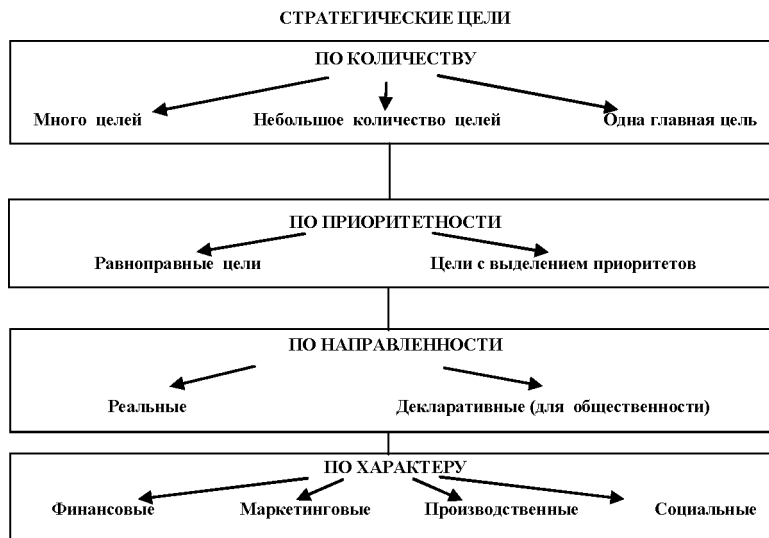 СТРАТЕГИЧЕСКИЕ ЦЕЛИ
ПО КОЛИЧЕСТВУ
Много целей Небольшое количество целей Одна главная цель
ПО ПРИОРИТЕТНОСТИ
Равноправные цели Цели с выделением приоритетов
ПО НАПРАВЛЕННОСТИ
Реальные Декларативные (для общественности)
ПО ХАРАКТЕРУ
Финансовые Маркетинговые Производственные Социальные